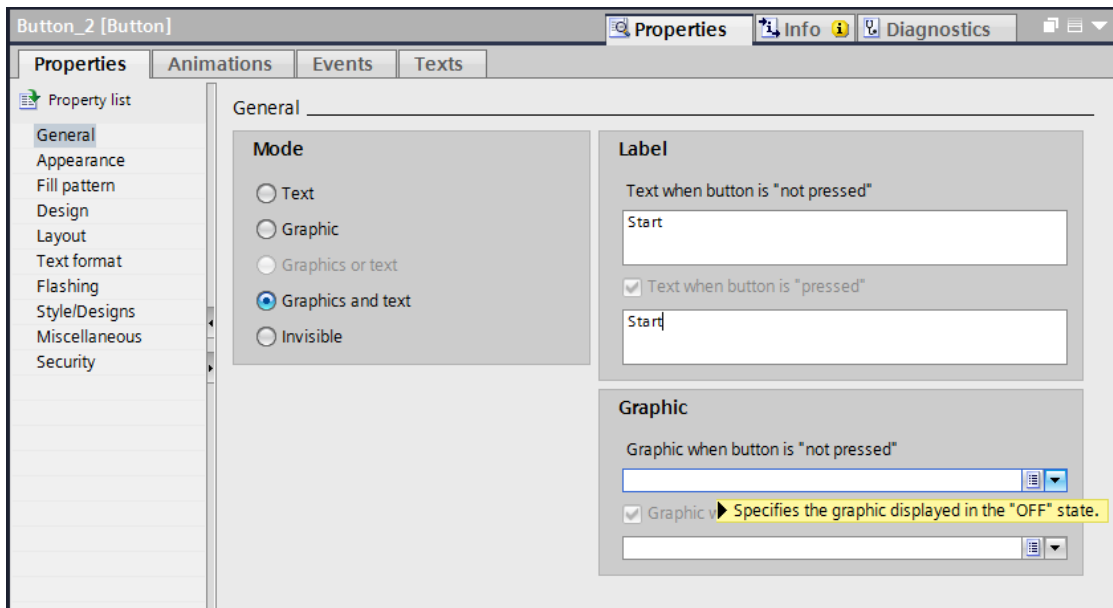 Button_2 [Button]
Properties
Info
Diagnostics
Properties
Animations
Events
Texts
Property list
General
Appearance
Fill pattern
Design
Layout
Text format
Flashing
Style/Designs
Miscellaneous
Security
General
Mode
Text
Graphic
Graphics or text
Graphics and text
Invisible
Label
Text when button is "not pressed"
Start
Text when button is "pressed"
Start
Graphic
Graphic when button is "not pressed"
Graphic
Specifies the graphic displayed in the "OFF" state.